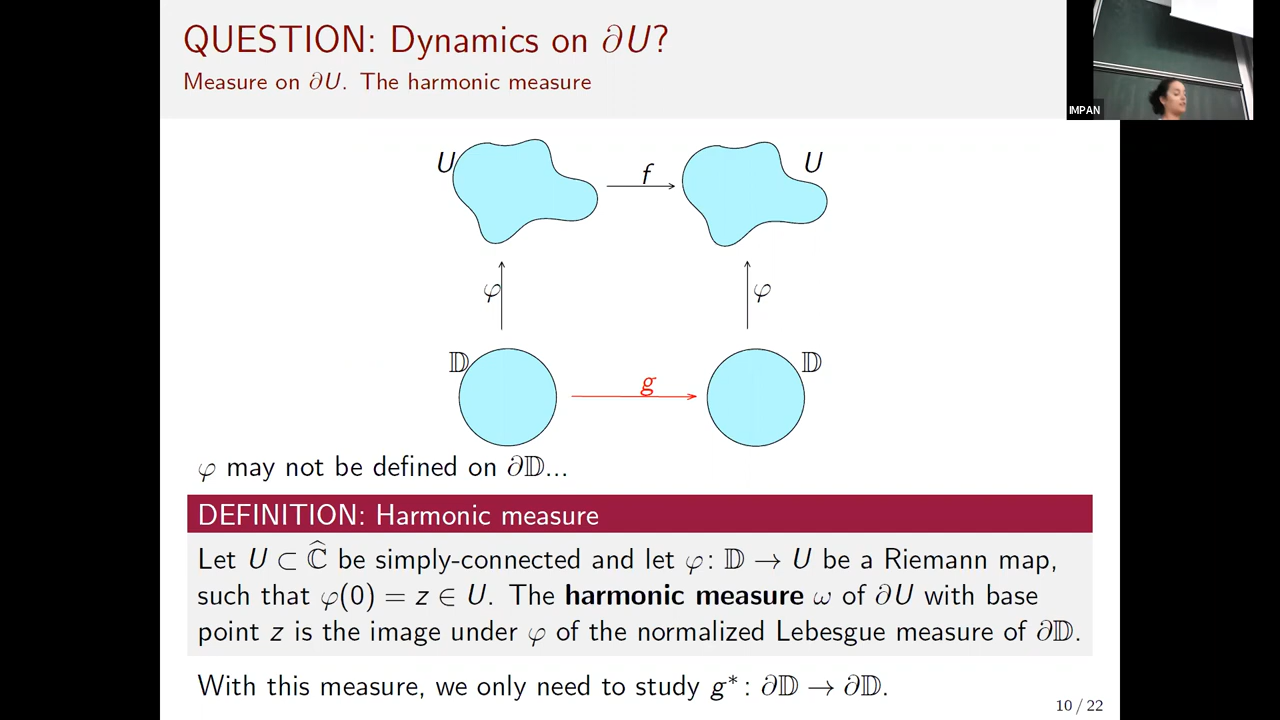 QUESTION: Dynamics on ∂U?
Measure on ∂U. The harmonic measure
IMPAN
U
f
U
φ
φ
𝔻
g
𝔻
φ may not be defined on ∂𝔻...
DEFINITION: Harmonic measure
Let U ⊂ Ĉ be simply-connected and let φ: 𝔻 → U be a Riemann map,
such that φ(0) = z ∈ U. The harmonic measure ω of ∂U with base
point z is the image under φ of the normalized Lebesgue measure of ∂𝔻.
With this measure, we only need to study g*: ∂𝔻 → ∂𝔻.
10 / 22